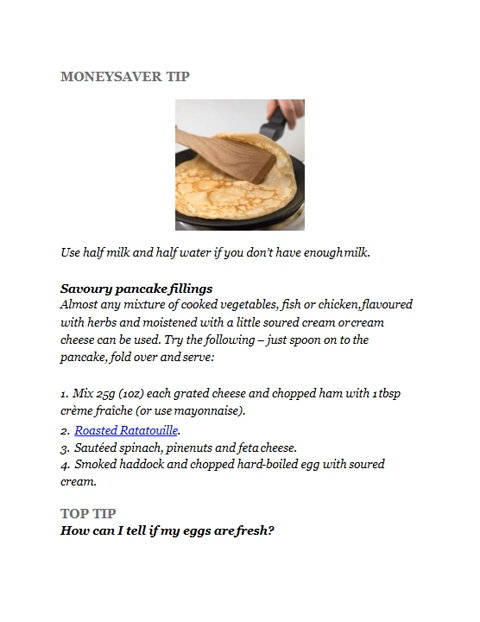 MONEYSAVER TIP
Use half milk and half water if you don't have enough milk.
Savoury pancake fillings
Almost any mixture of cooked vegetables, fish or chicken, flavoured
with herbs and moistened with a little soured cream or cream
cheese can be used. Try the following – just spoon on to the
pancake, fold over and serve:
1. Mix 25g (1oz) each grated cheese and chopped ham with 1 tbsp
crème fraîche (or use mayonnaise).
2. Roasted Ratatouille.
3. Sautéed spinach, pinenuts and feta cheese.
4. Smoked haddock and chopped hard-boiled egg with soured
cream.
TOP TIP
How can I tell if my eggs are fresh?